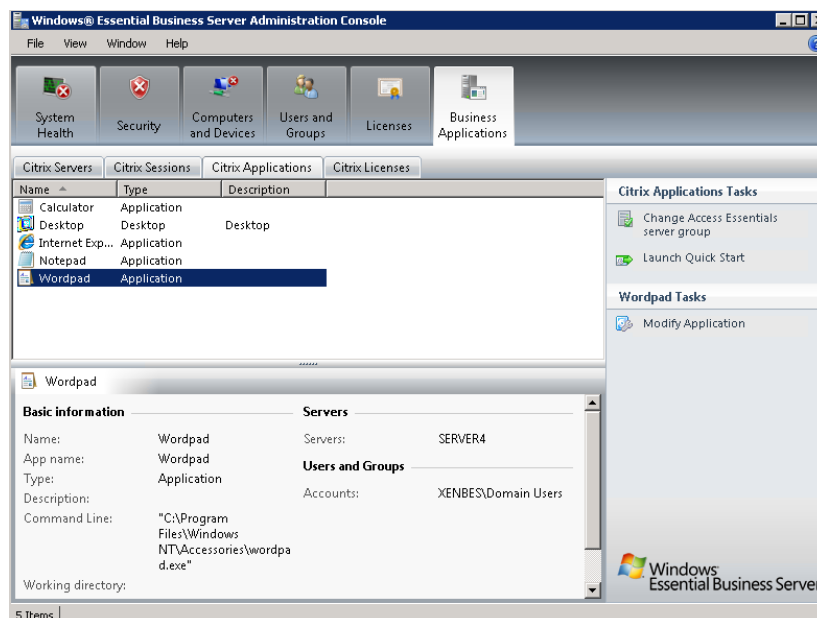 Windows® Essential Business Server Administration Console
File View Window Help
System Health
Security
Computers and Devices
Users and Groups
Licenses
Business Applications
Citrix Servers Citrix Sessions Citrix Applications Citrix Licenses
Name Type Description
Calculator Application
Desktop Desktop Desktop
Internet Exp... Application
Notepad Application
Wordpad Application
Citrix Applications Tasks
Change Access Essentials
server group
Launch Quick Start
Wordpad Tasks
Modify Application
Wordpad
Basic information
Name: Wordpad
App name: Wordpad
Type: Application
Description:
Command Line: "C:\Program
Files\Windows
NT\Accessories\wordpa
d.exe"
Working directory:
Servers
Servers: SERVER4
Users and Groups
Accounts: XENBES\Domain Users
Windows
Essential Business Server
5 Items